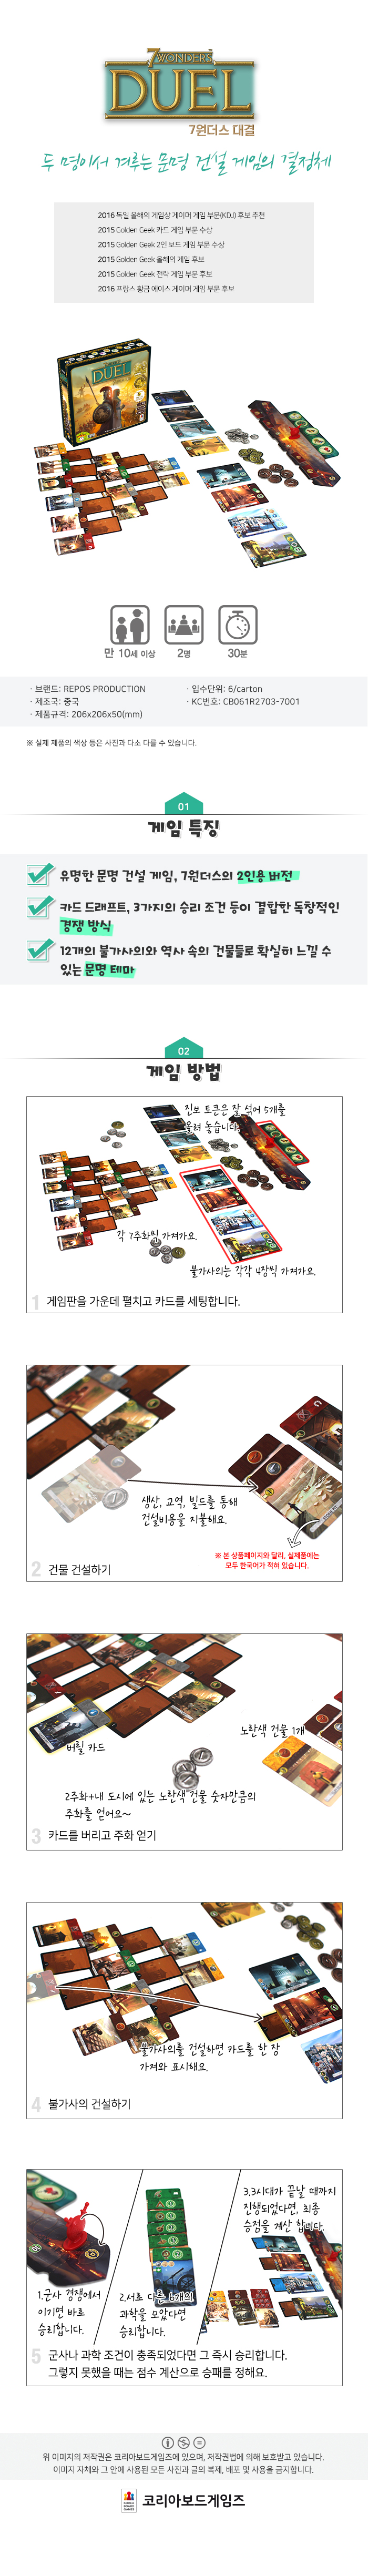 7 WONDERS
DUEL
7원더스 대결
두 명이서 겨루는 문명 건설 게임의 결정체
2016 독일 올해의 게임상 게이머 게임 부문(KDJ) 후보 추천
2015 Golden Geek 카드 게임 부문 수상
2015 Golden Geek 2인 보드 게임 부문 수상
2015 Golden Geek 올해의 게임 후보
2015 Golden Geek 전략 게임 부문 후보
2016 프랑스 황금 에이스 게이머 게임 부문 후보
DUEL
만 10세 이상
2명
30분
· 브랜드: REPOS PRODUCTION
· 입수단위: 6/carton
· 제조국: 중국
· KC번호: CB061R2703-7001
· 제품규격: 206x206x50(mm)
※ 실제 제품의 색상 등은 사진과 다소 다를 수 있습니다.
01
게임 특징
유명한 문명 건설 게임, 7원더스의 2인용 버전
카드 드래프트, 3가지의 승리 조건 등이 결합한 독창적인
경쟁 방식
12개의 불가사의와 역사 속의 건물들로 확실히 느낄 수
있는 문명 테마
02
게임 방법
진보 토큰은 잘 섞어 5개를
올려 놓습니다.
각 7주화씩 가져가요.
불가사의는 각각 4장씩 가져가요.
1 게임판을 가운데 펼치고 카드를 세팅합니다.
생산, 교역, 빌드를 통해
건설비용을 지불해요.
※ 본 상품페이지와 달리, 실제품에는
모두 한국어가 적혀 있습니다.
2 건물 건설하기
노란색 건물 1개
버릴 카드
2주화+내 도시에 있는 노란색 건물 숫자만큼의
주화를 얻어요~
3 카드를 버리고 주화 얻기
불가사의를 건설하면 카드를 한 장
가져와 표시해요.
4 불가사의 건설하기
1.군사 경쟁에서
이기면 바로
승리합니다.
2.서로 다른 6개의
과학을 모았다면
승리합니다.
3.3시대가 끝날 때까지
진행되었다면, 최종
승점을 계산 합니다.
5 군사나 과학 조건이 충족되었다면 그 즉시 승리합니다.
그렇지 못했을 때는 점수 계산으로 승패를 정해요.
위 이미지의 저작권은 코리아보드게임즈에 있으며, 저작권법에 의해 보호받고 있습니다.
이미지 자체와 그 안에 사용된 모든 사진과 글의 복제, 배포 및 사용을 금지합니다.
코리아보드게임즈